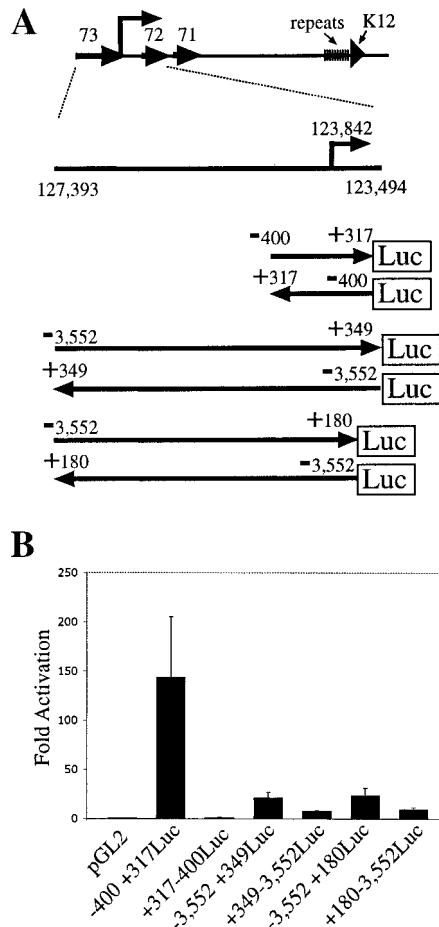 A
73
72
71
repeats
K12
123,842
127,393
123,494
-400
+317
Luc
+317
-400
Luc
-3,552
+349
Luc
+349
-3,552
Luc
-3,552
+180
Luc
+180
-3,552
Luc
B
Fold Activation
250
200
150
100
50
0
pGL2
-400 +317Luc
+317-400Luc
-3,552 +349Luc
+349-3,552Luc
-3,552 +180Luc
+180-3,552Luc